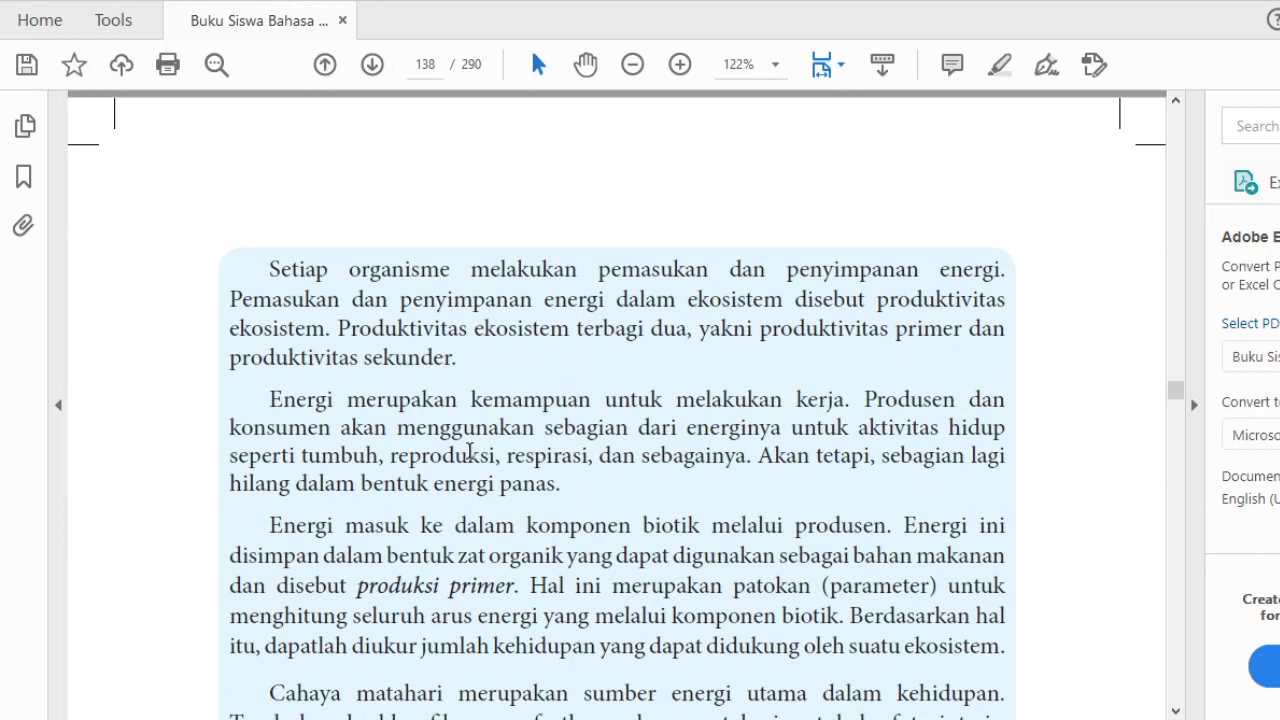 Home Tools Buku Siswa Bahasa ... ×
138 / 290 122%
Search
Setiap organisme melakukan pemasukan dan penyimpanan energi.
Pemasukan dan penyimpanan energi dalam ekosistem disebut produktivitas
ekosistem. Produktivitas ekosistem terbagi dua, yakni produktivitas primer dan
produktivitas sekunder.
Energi merupakan kemampuan untuk melakukan kerja. Produsen dan
konsumen akan menggunakan sebagian dari energinya untuk aktivitas hidup
seperti tumbuh, reproduksi, respirasi, dan sebagainya. Akan tetapi, sebagian lagi
hilang dalam bentuk energi panas.
Energi masuk ke dalam komponen biotik melalui produsen. Energi ini
disimpan dalam bentuk zat organik yang dapat digunakan sebagai bahan makanan
dan disebut produksi primer. Hal ini merupakan patokan (parameter) untuk
menghitung seluruh arus energi yang melalui komponen biotik. Berdasarkan hal
itu, dapatlah diukur jumlah kehidupan yang dapat didukung oleh suatu ekosistem.
Cahaya matahari merupakan sumber energi utama dalam kehidupan.
Adobe E
Convert P
or Excel C
Select PD
Buku Sis
Convert to
Micros
Documen
English (U
Create
for